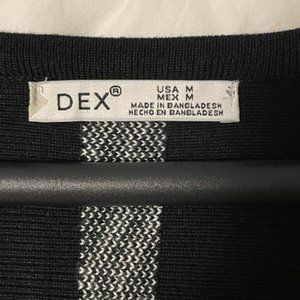 DEX®
USA M
MEX M
MADE IN BANGLADESH
HECHO EN BANGLADESH